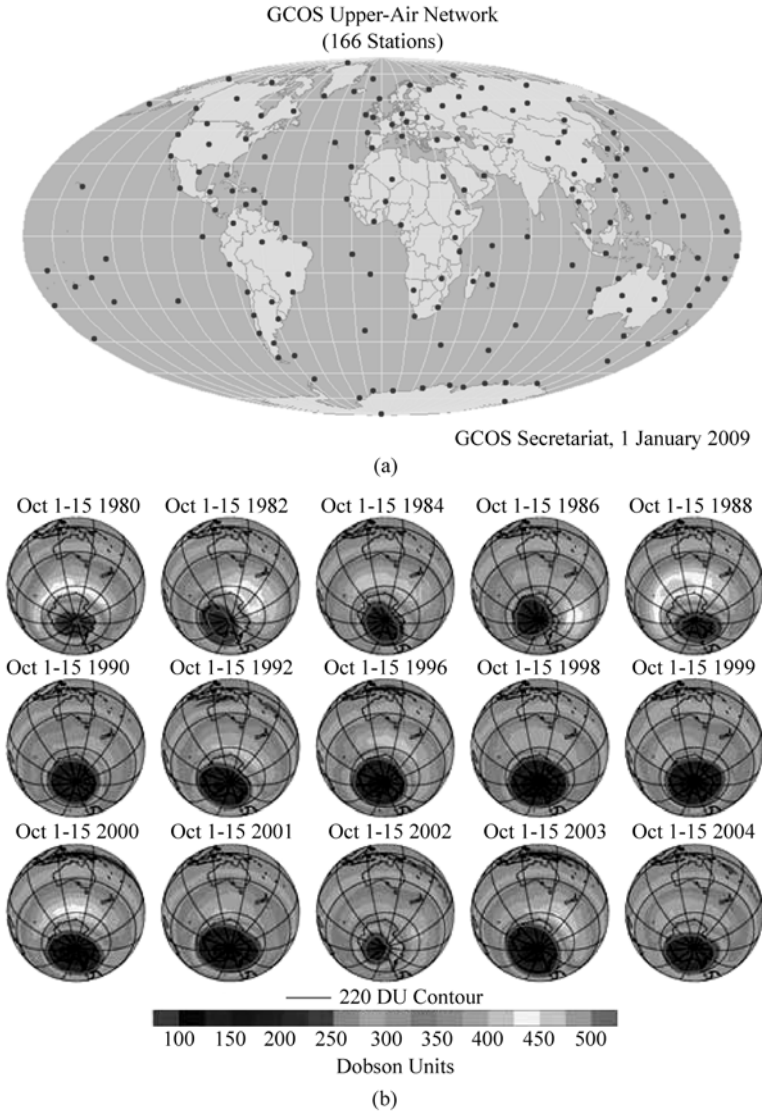 GCOS Upper-Air Network
(166 Stations)
GCOS Secretariat, 1 January 2009
(a)
Oct 1-15 1980 Oct 1-15 1982 Oct 1-15 1984 Oct 1-15 1986 Oct 1-15 1988
Oct 1-15 1990 Oct 1-15 1992 Oct 1-15 1996 Oct 1-15 1998 Oct 1-15 1999
Oct 1-15 2000 Oct 1-15 2001 Oct 1-15 2002 Oct 1-15 2003 Oct 1-15 2004
220 DU Contour
100 150 200 250 300 350 400 450 500
Dobson Units
(b)